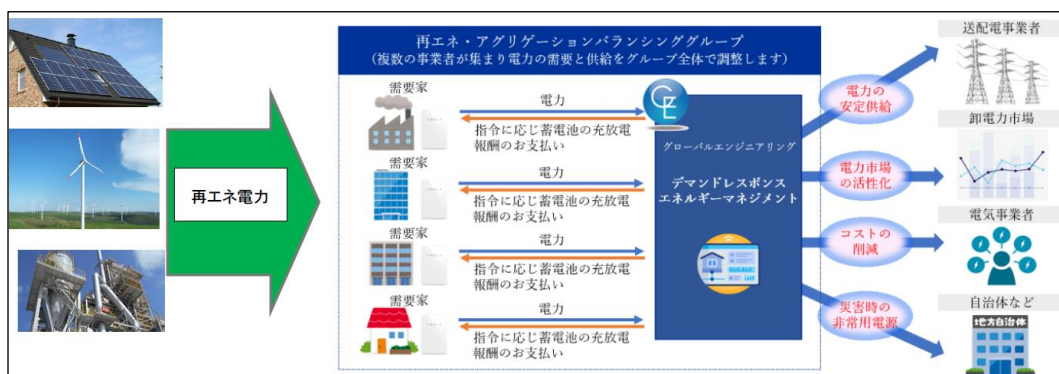 再エネ電力
再エネ・アグリゲーションバランシンググループ
(複数の事業者が集まり電力の需要と供給をグループ全体で調整します)
需要家
電力
指令に応じ蓄電池の充放電
報酬のお支払い
需要家
電力
指令に応じ蓄電池の充放電
報酬のお支払い
需要家
電力
指令に応じ蓄電池の充放電
報酬のお支払い
需要家
電力
指令に応じ蓄電池の充放電
報酬のお支払い
GE
グローバルエンジニアリング
デマンドレスポンス
エネルギーマネジメント
電力の
安定供給
電力市場
の活性化
コストの
削減
災害時の
非常用電源
送配電事業者
卸電力市場
電気事業者
自治体など
地方自治体